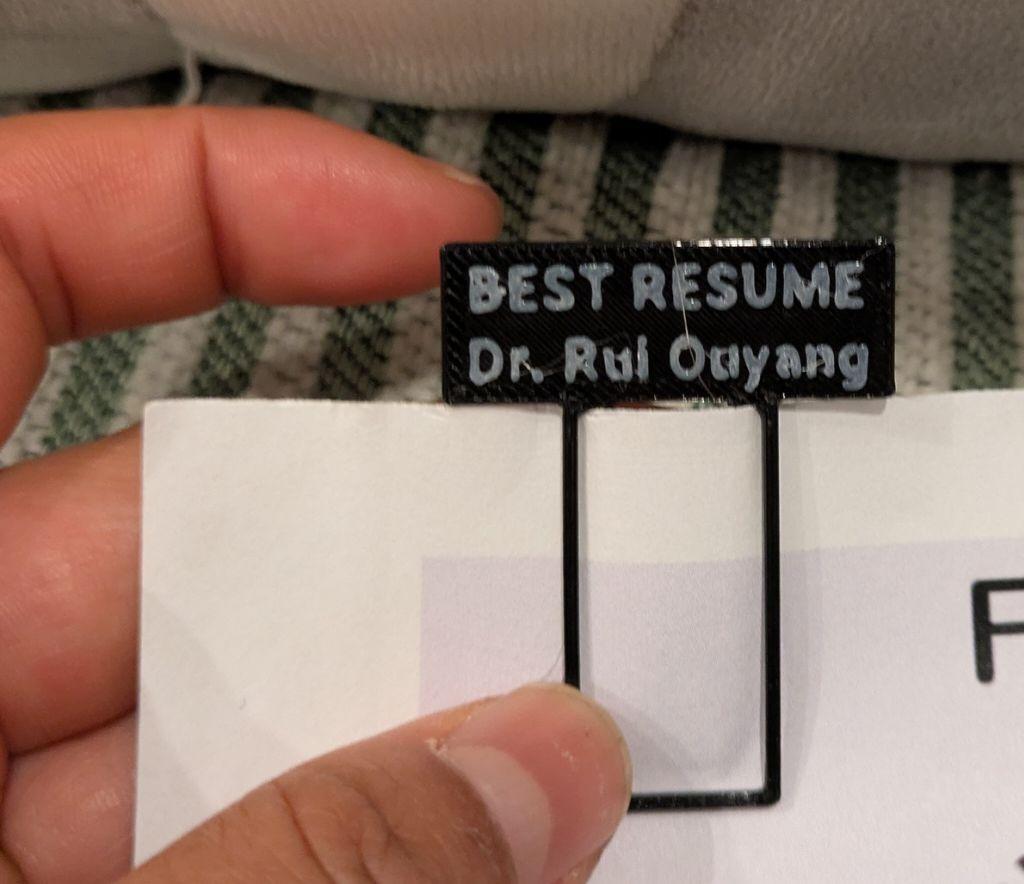 BEST RESUME
Dr. Rui Ouyang
F